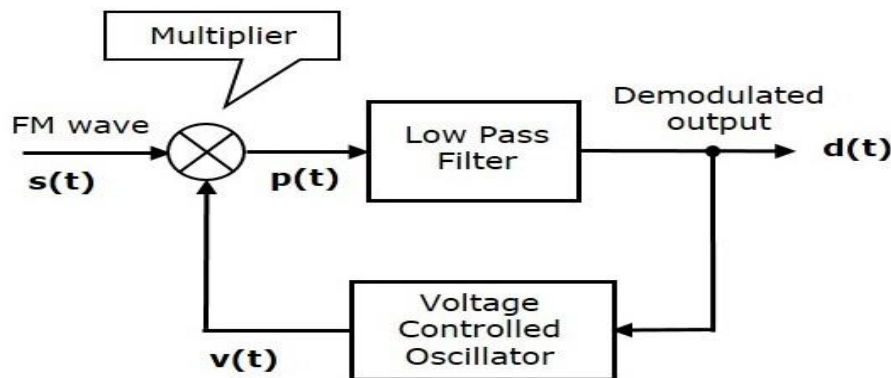 Multiplier
FM wave
s(t)
p(t)
Low Pass
Filter
Demodulated
output
d(t)
Voltage
Controlled
Oscillator
v(t)